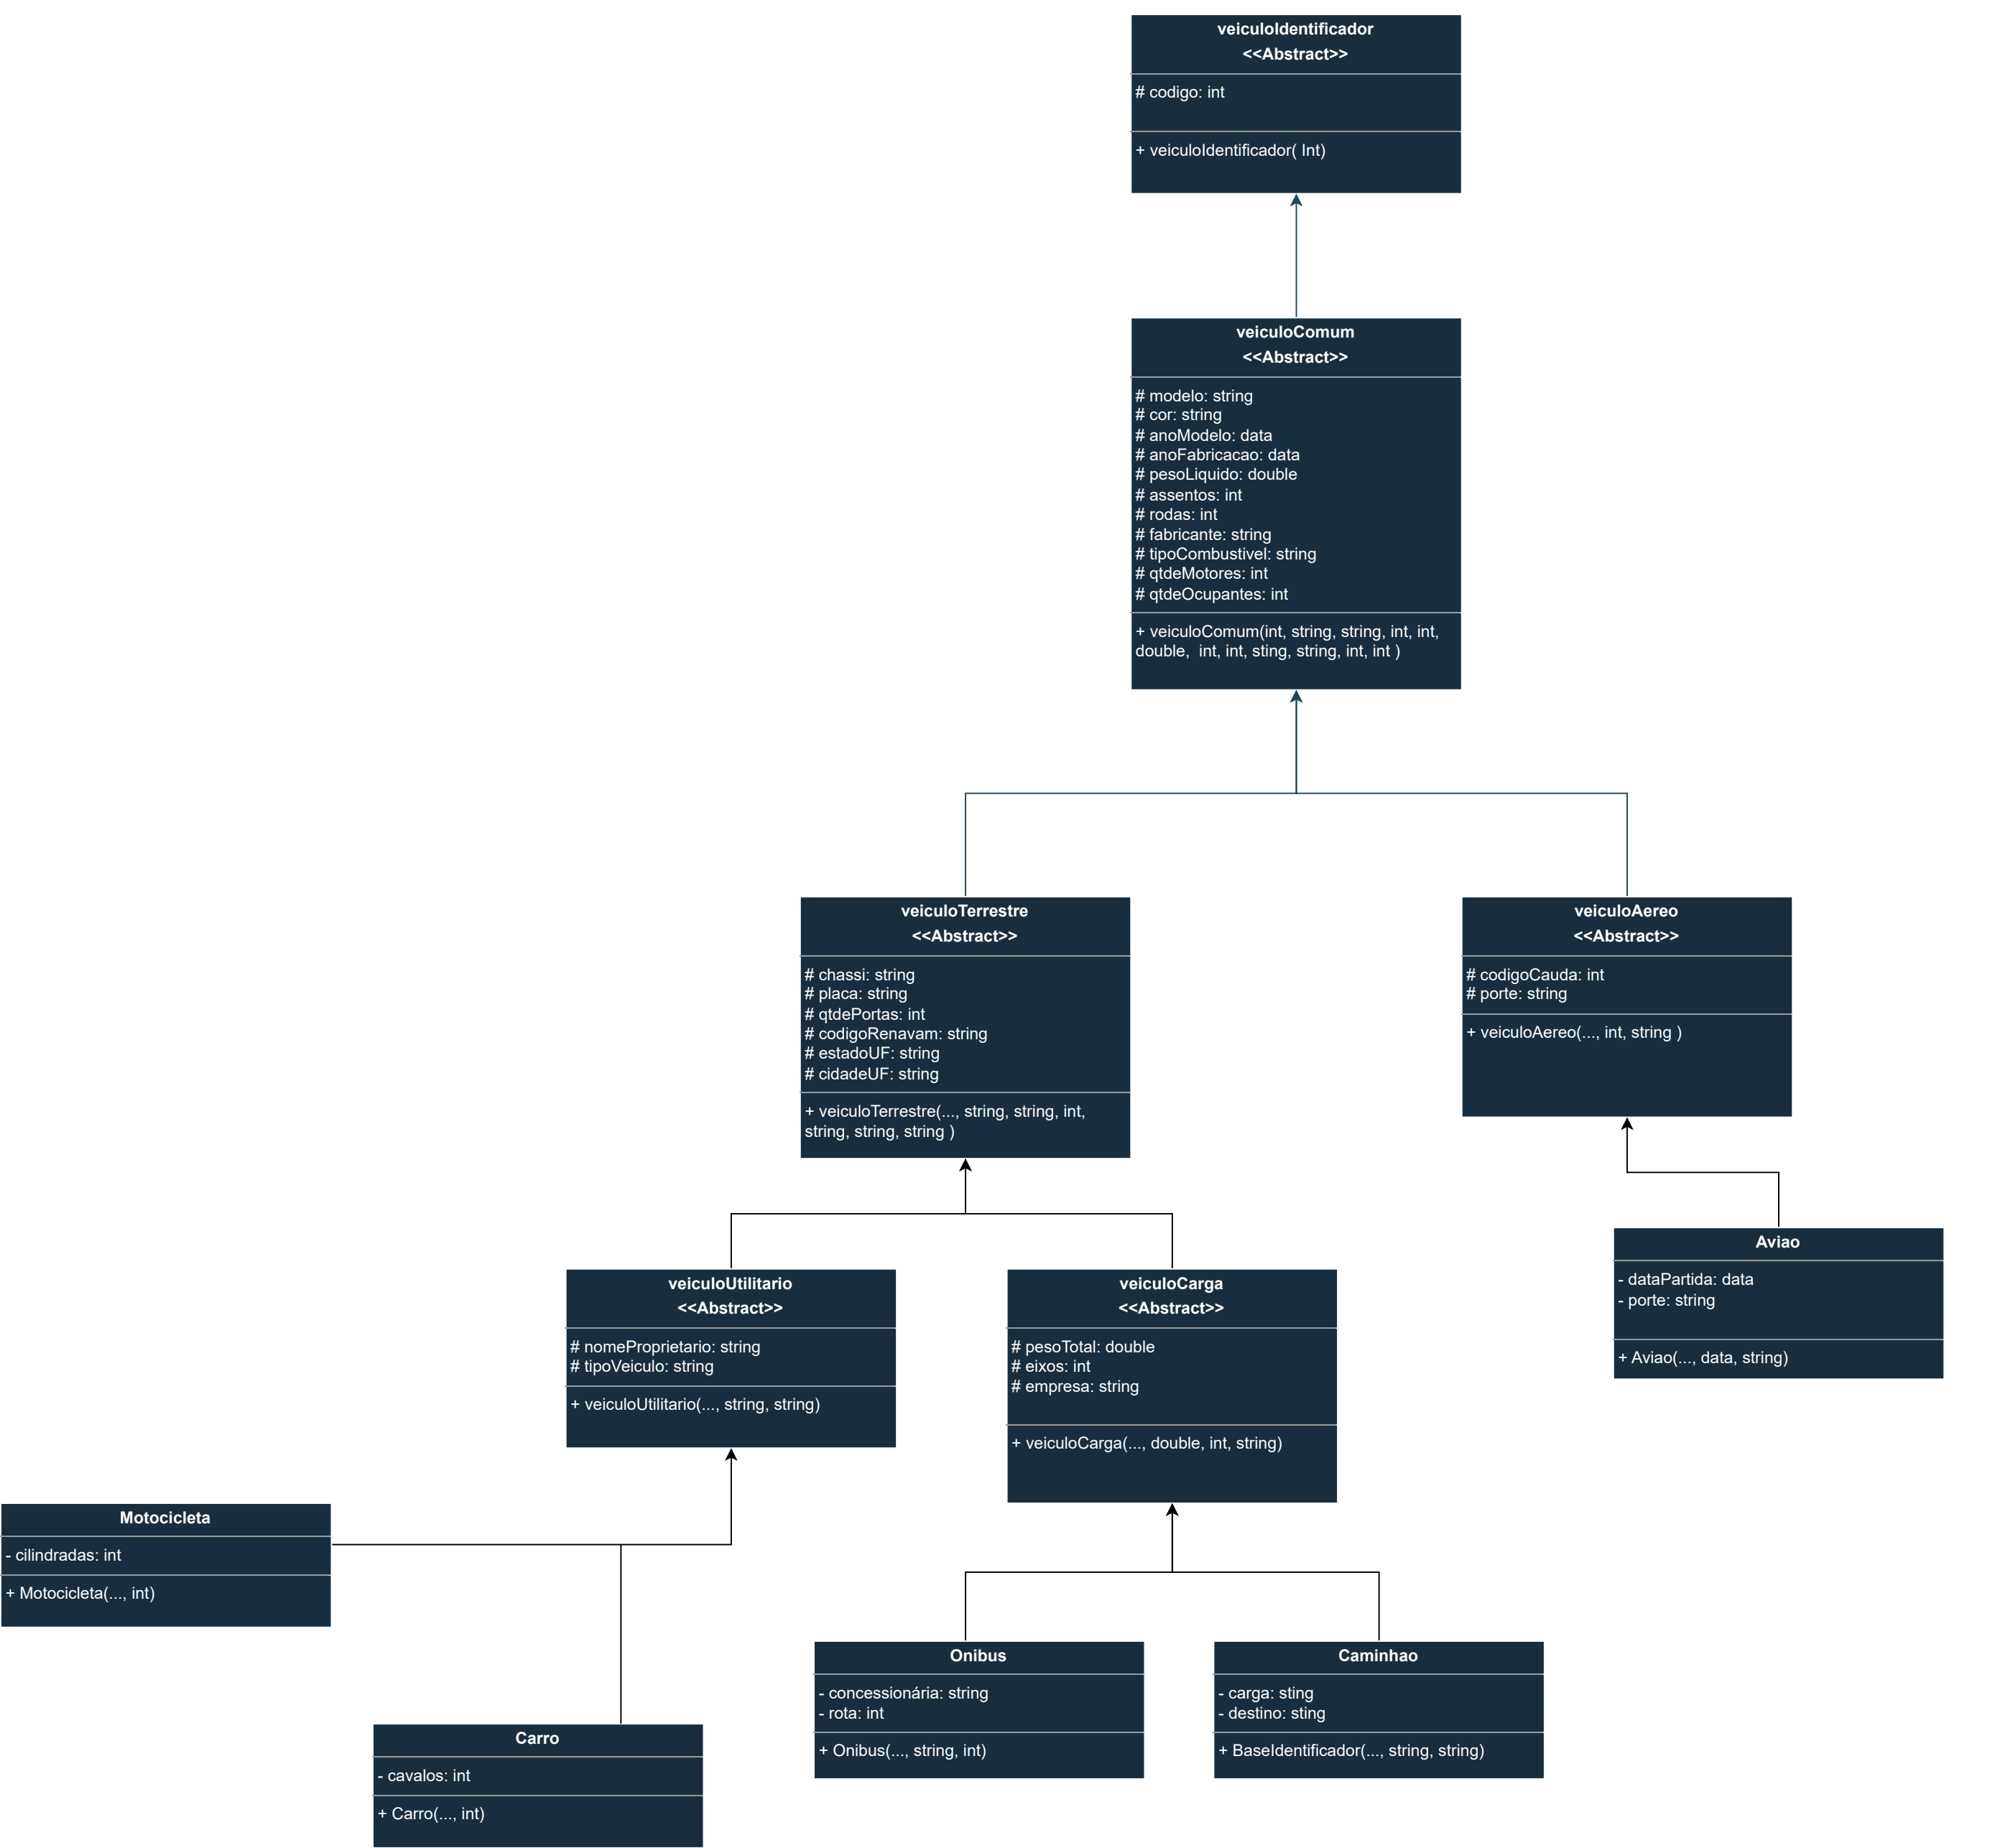 veiculoIdentificador
<<Abstract>>
# codigo: int
+ veiculoIdentificador( Int)
veiculoComum
<<Abstract>>
# modelo: string
# cor: string
# anoModelo: data
# anoFabricacao: data
# pesoLiquido: double
# assentos: int
# rodas: int
# fabricante: string
# tipoCombustivel: string
# qtdeMotores: int
# qtdeOcupantes: int
+ veiculoComum(int, string, string, int, int,
double,  int, int, sting, string, int, int )
veiculoTerrestre
<<Abstract>>
# chassi: string
# placa: string
# qtdePortas: int
# codigoRenavam: string
# estadoUF: string
# cidadeUF: string
+ veiculoTerrestre(..., string, string, int,
string, string, string )
veiculoAereo
<<Abstract>>
# codigoCauda: int
# porte: string
+ veiculoAereo(..., int, string )
Aviao
- dataPartida: data
- porte: string
+ Aviao(..., data, string)
veiculoUtilitario
<<Abstract>>
# nomeProprietario: string
# tipoVeiculo: string
+ veiculoUtilitario(..., string, string)
veiculoCarga
<<Abstract>>
# pesoTotal: double
# eixos: int
# empresa: string
+ veiculoCarga(..., double, int, string)
Motocicleta
- cilindradas: int
+ Motocicleta(..., int)
Carro
- cavalos: int
+ Carro(..., int)
Onibus
- concessionária: string
- rota: int
+ Onibus(..., string, int)
Caminhao
- carga: sting
- destino: sting
+ BaseIdentificador(..., string, string)